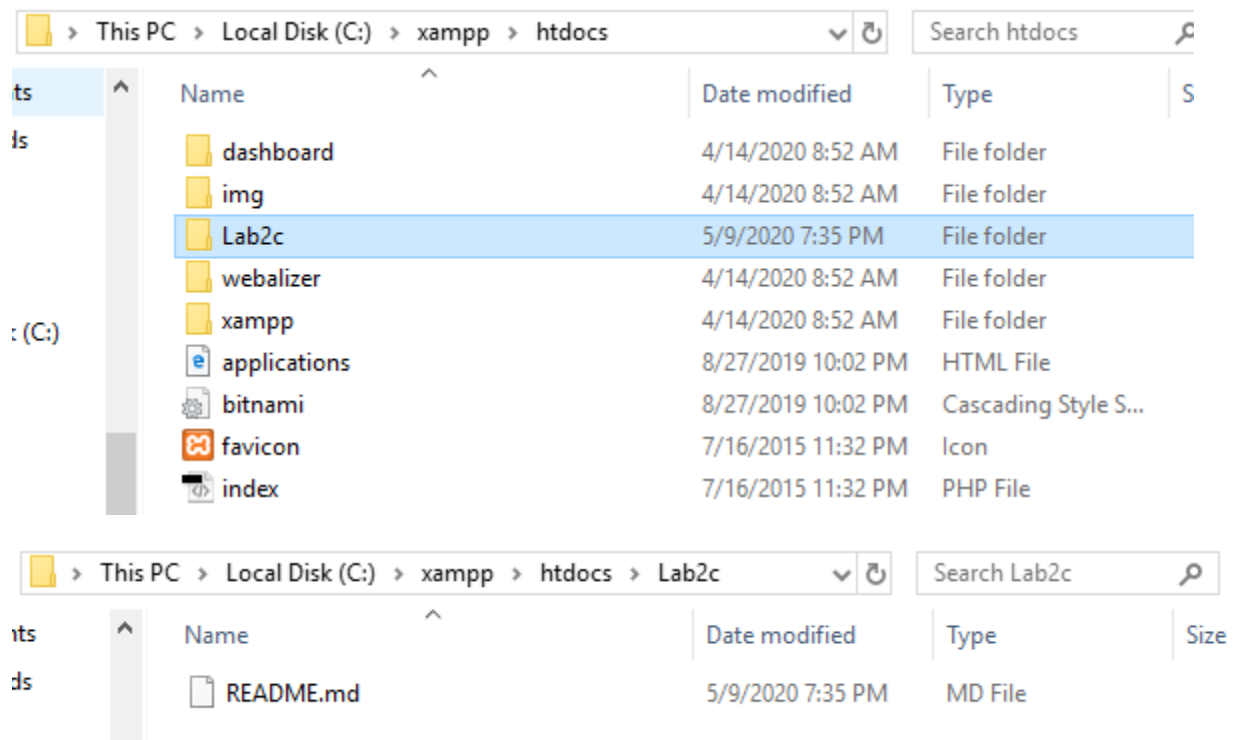 This PC > Local Disk (C:) > xampp > htdocs Search htdocs
ts Name Date modified Type S
ds dashboard 4/14/2020 8:52 AM File folder
img 4/14/2020 8:52 AM File folder
Lab2c 5/9/2020 7:35 PM File folder
webalizer 4/14/2020 8:52 AM File folder
k (C:) xampp 4/14/2020 8:52 AM File folder
applications 8/27/2019 10:02 PM HTML File
bitnami 8/27/2019 10:02 PM Cascading Style S...
favicon 7/16/2015 11:32 PM Icon
index 7/16/2015 11:32 PM PHP File
This PC > Local Disk (C:) > xampp > htdocs > Lab2c Search Lab2c
nts Name Date modified Type Size
ds README.md 5/9/2020 7:35 PM MD File